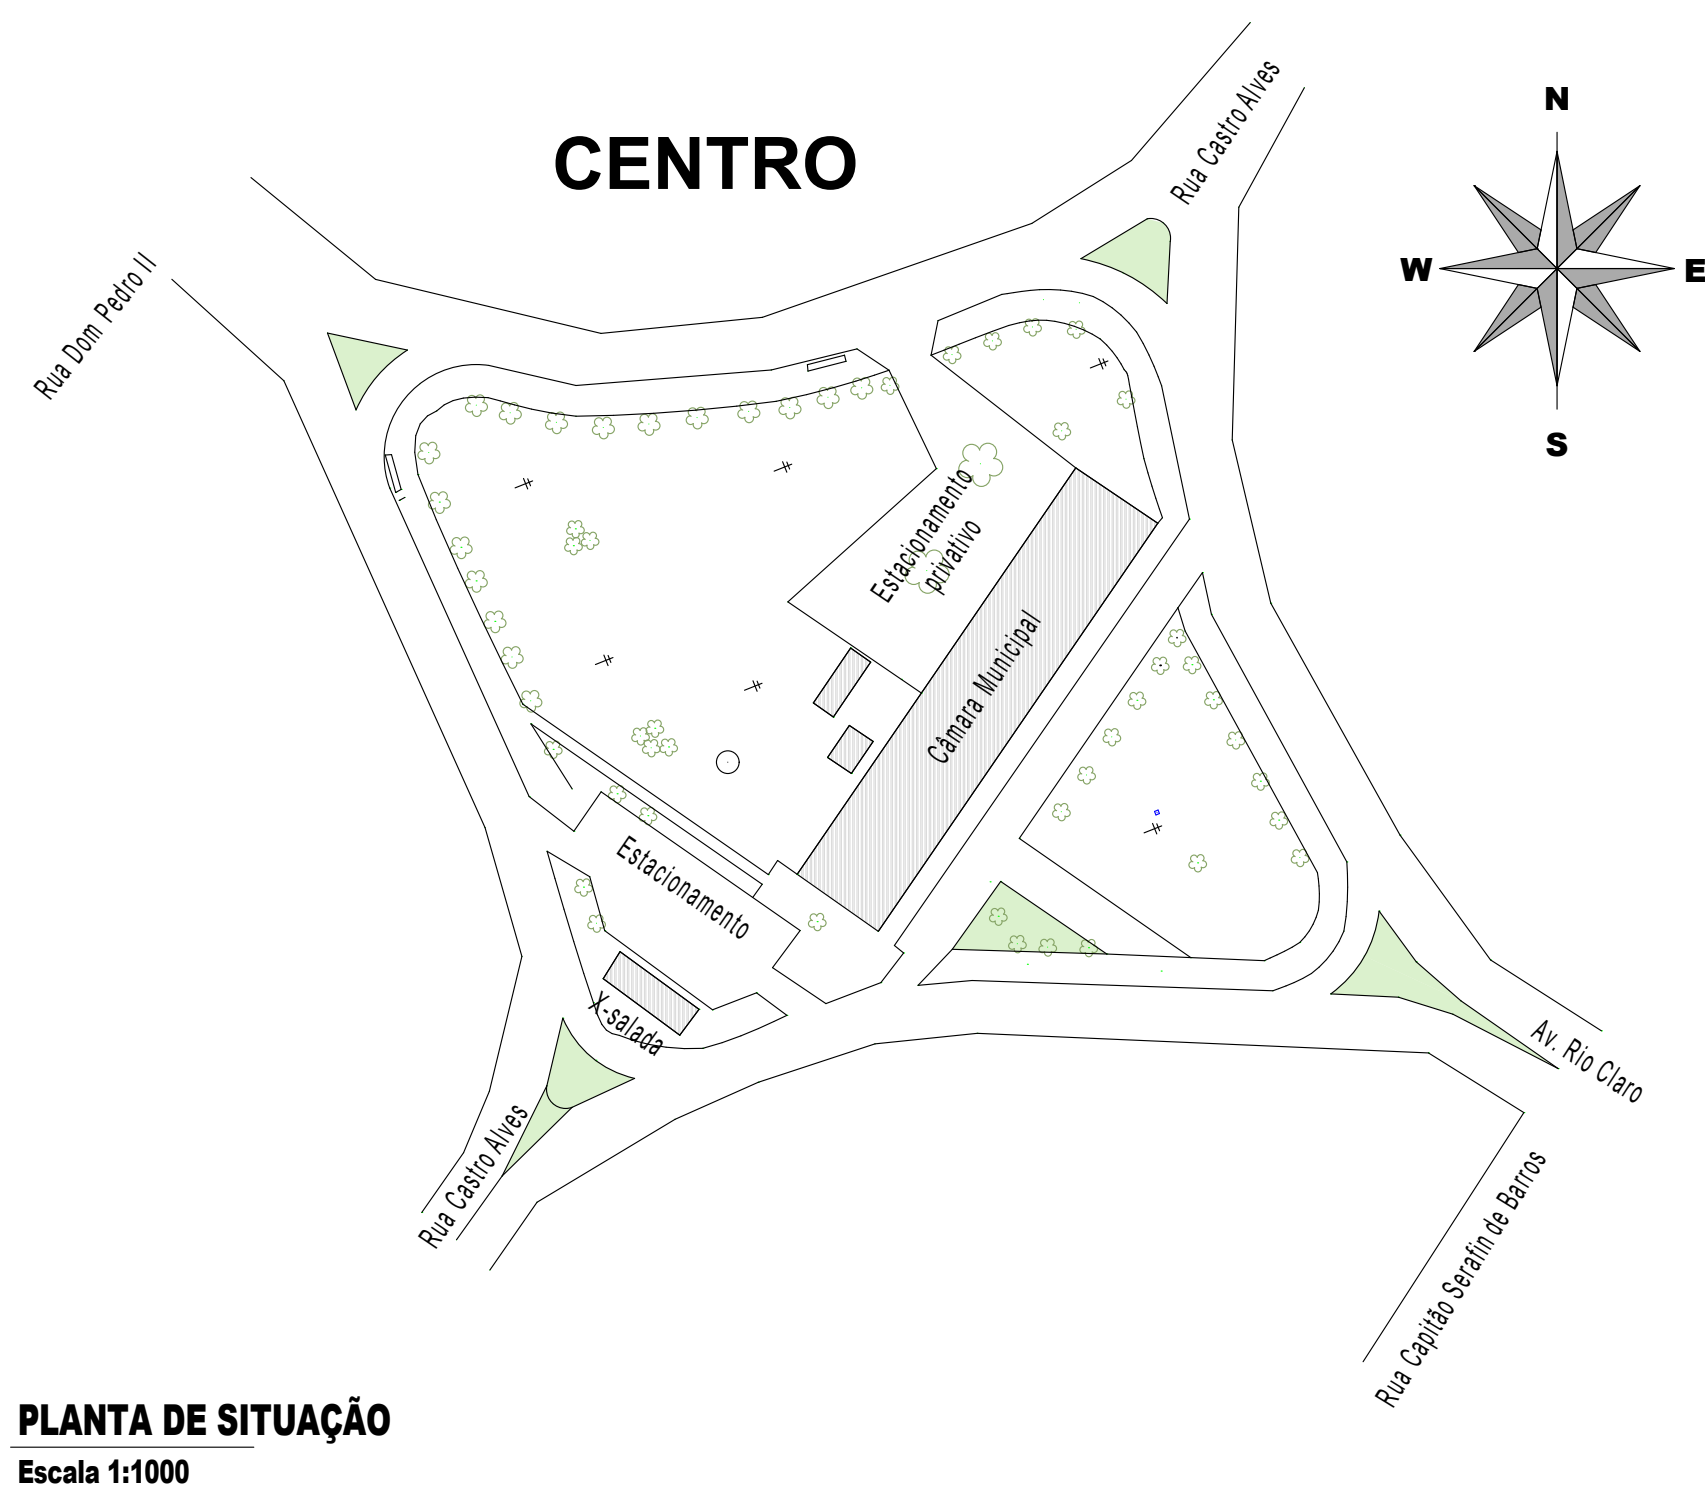 CENTRO
Rua Castro Alves
N
W
E
S
Rua Dom Pedro II
Estacionamento
privativo
Câmara Municipal
Estacionamento
X-salada
Av. Rio Claro
Rua Castro Alves
Rua Capitão Serafin de Barros
PLANTA DE SITUAÇÃO
Escala 1:1000